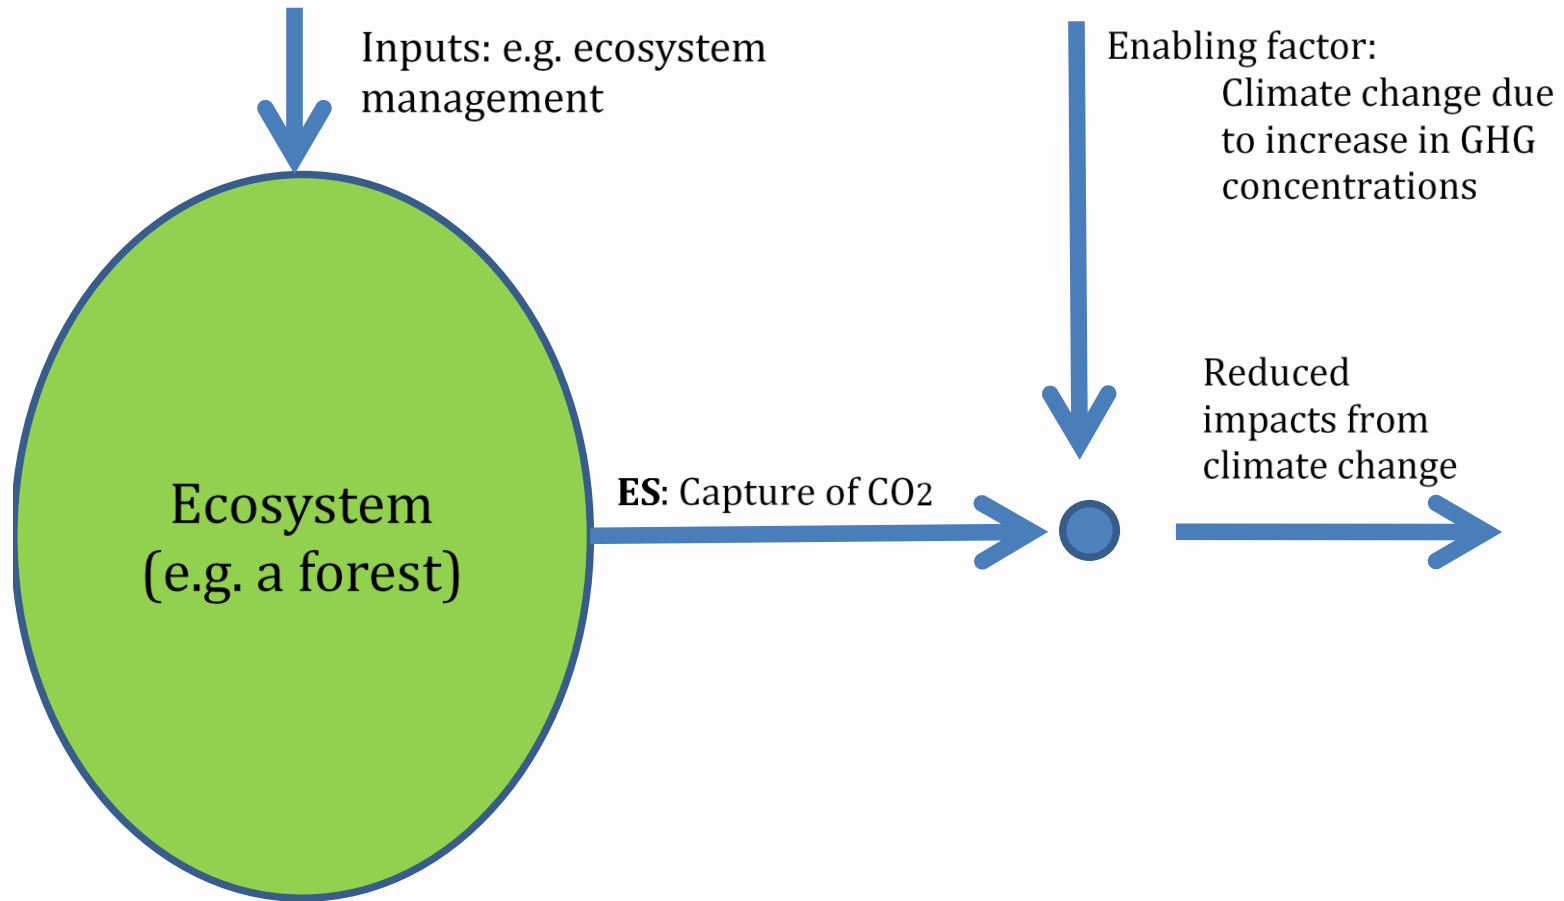 Inputs: e.g. ecosystem
management
Enabling factor:
Climate change due
to increase in GHG
concentrations
Reduced
impacts from
climate change
ES: Capture of CO2
Ecosystem
(e.g. a forest)